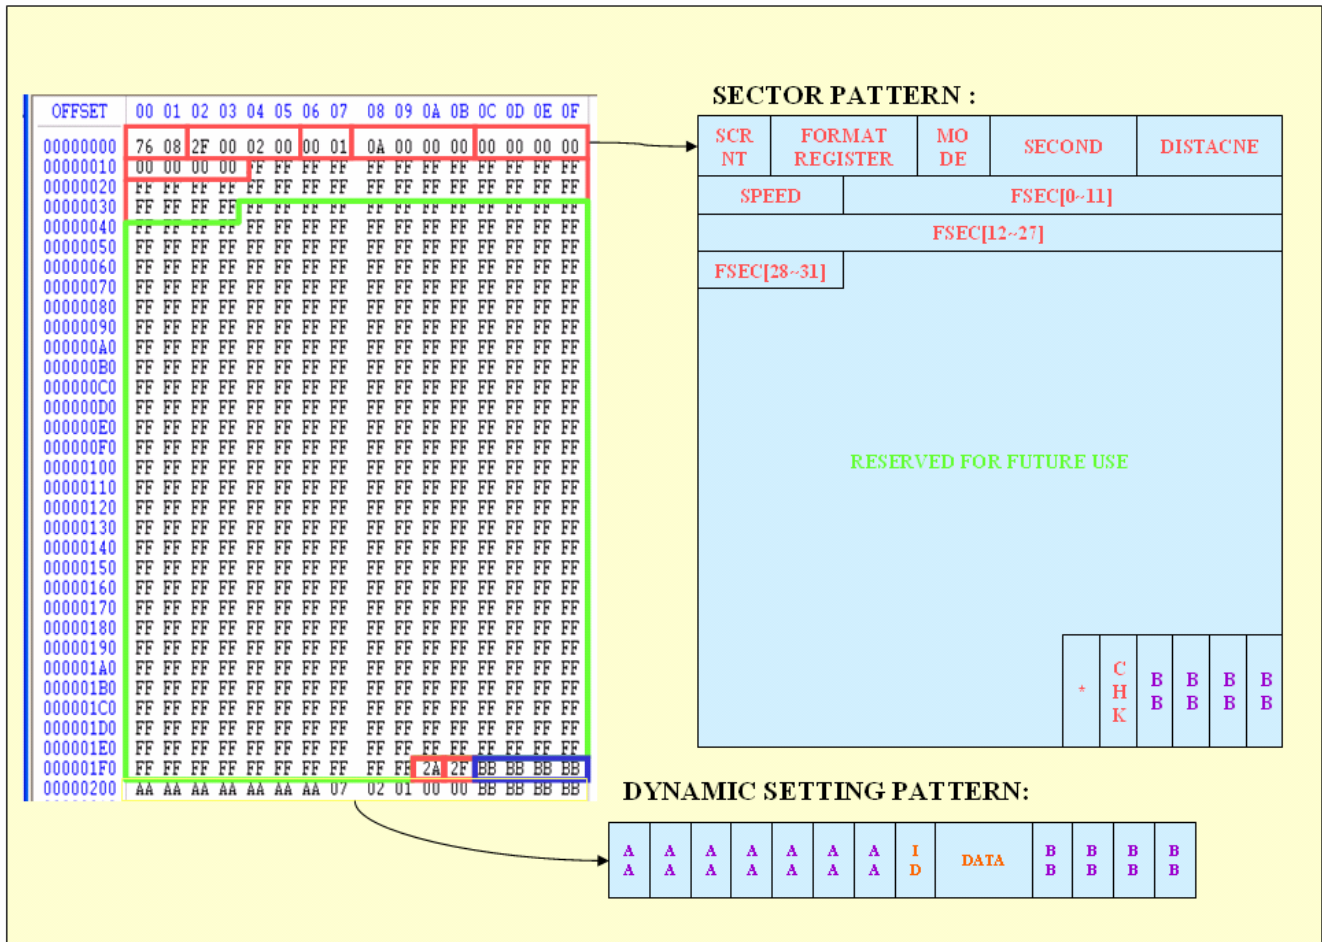 OFFSET 00 01 02 03 04 05 06 07 08 09 0A 0B 0C 0D 0E 0F
00000000 76 08 2F 00 02 00 00 01 0A 00 00 00 00 00 00 00
00000010 00 00 00 00 FF FF FF FF FF FF FF FF FF FF FF FF
00000020 FF FF FF FF FF FF FF FF FF FF FF FF FF FF FF FF
00000030 FF FF FF FF FF FF FF FF FF FF FF FF FF FF FF FF
00000040 FF FF FF FF FF FF FF FF FF FF FF FF FF FF FF FF
00000050 FF FF FF FF FF FF FF FF FF FF FF FF FF FF FF FF
00000060 FF FF FF FF FF FF FF FF FF FF FF FF FF FF FF FF
00000070 FF FF FF FF FF FF FF FF FF FF FF FF FF FF FF FF
00000080 FF FF FF FF FF FF FF FF FF FF FF FF FF FF FF FF
00000090 FF FF FF FF FF FF FF FF FF FF FF FF FF FF FF FF
000000A0 FF FF FF FF FF FF FF FF FF FF FF FF FF FF FF FF
000000B0 FF FF FF FF FF FF FF FF FF FF FF FF FF FF FF FF
000000C0 FF FF FF FF FF FF FF FF FF FF FF FF FF FF FF FF
000000D0 FF FF FF FF FF FF FF FF FF FF FF FF FF FF FF FF
000000E0 FF FF FF FF FF FF FF FF FF FF FF FF FF FF FF FF
000000F0 FF FF FF FF FF FF FF FF FF FF FF FF FF FF FF FF
00000100 FF FF FF FF FF FF FF FF FF FF FF FF FF FF FF FF
00000110 FF FF FF FF FF FF FF FF FF FF FF FF FF FF FF FF
00000120 FF FF FF FF FF FF FF FF FF FF FF FF FF FF FF FF
00000130 FF FF FF FF FF FF FF FF FF FF FF FF FF FF FF FF
00000140 FF FF FF FF FF FF FF FF FF FF FF FF FF FF FF FF
00000150 FF FF FF FF FF FF FF FF FF FF FF FF FF FF FF FF
00000160 FF FF FF FF FF FF FF FF FF FF FF FF FF FF FF FF
00000170 FF FF FF FF FF FF FF FF FF FF FF FF FF FF FF FF
00000180 FF FF FF FF FF FF FF FF FF FF FF FF FF FF FF FF
00000190 FF FF FF FF FF FF FF FF FF FF FF FF FF FF FF FF
000001A0 FF FF FF FF FF FF FF FF FF FF FF FF FF FF FF FF
000001B0 FF FF FF FF FF FF FF FF FF FF FF FF FF FF FF FF
000001C0 FF FF FF FF FF FF FF FF FF FF FF FF FF FF FF FF
000001D0 FF FF FF FF FF FF FF FF FF FF FF FF FF FF FF FF
000001E0 FF FF FF FF FF FF FF FF FF FF FF FF FF FF FF FF
000001F0 FF FF FF FF FF FF FF FF FF FF 2A 2F BB BB BB BB
00000200 AA AA AA AA AA AA AA 07 02 01 00 00 BB BB BB BB
SECTOR PATTERN :
SCR FORMAT MO SECOND DISTACNE
NT REGISTER DE
SPEED FSEC[0~11]
FSEC[12~27]
FSEC[28~31]
RESERVED FOR FUTURE USE
* CHK BB BB BB BB
DYNAMIC SETTING PATTERN:
AA AA AA AA AA AA AA ID DATA BB BB BB BB